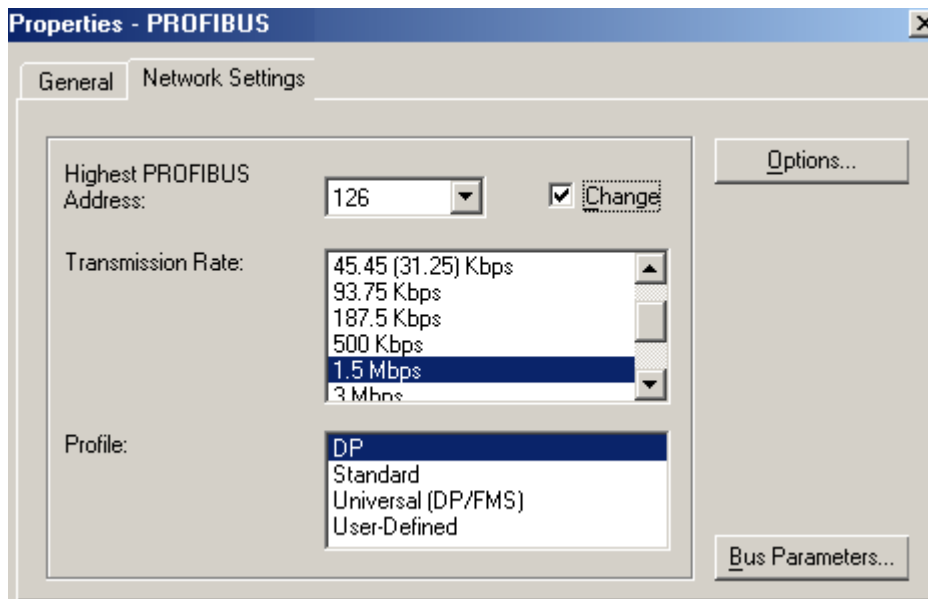 Properties - PROFIBUS
General
Network Settings
Highest PROFIBUS
Address:
126
Change
Options...
Transmission Rate:
45.45 (31.25) Kbps
93.75 Kbps
187.5 Kbps
500 Kbps
1.5 Mbps
3 Mbps
Profile:
DP
Standard
Universal (DP/FMS)
User-Defined
Bus Parameters...